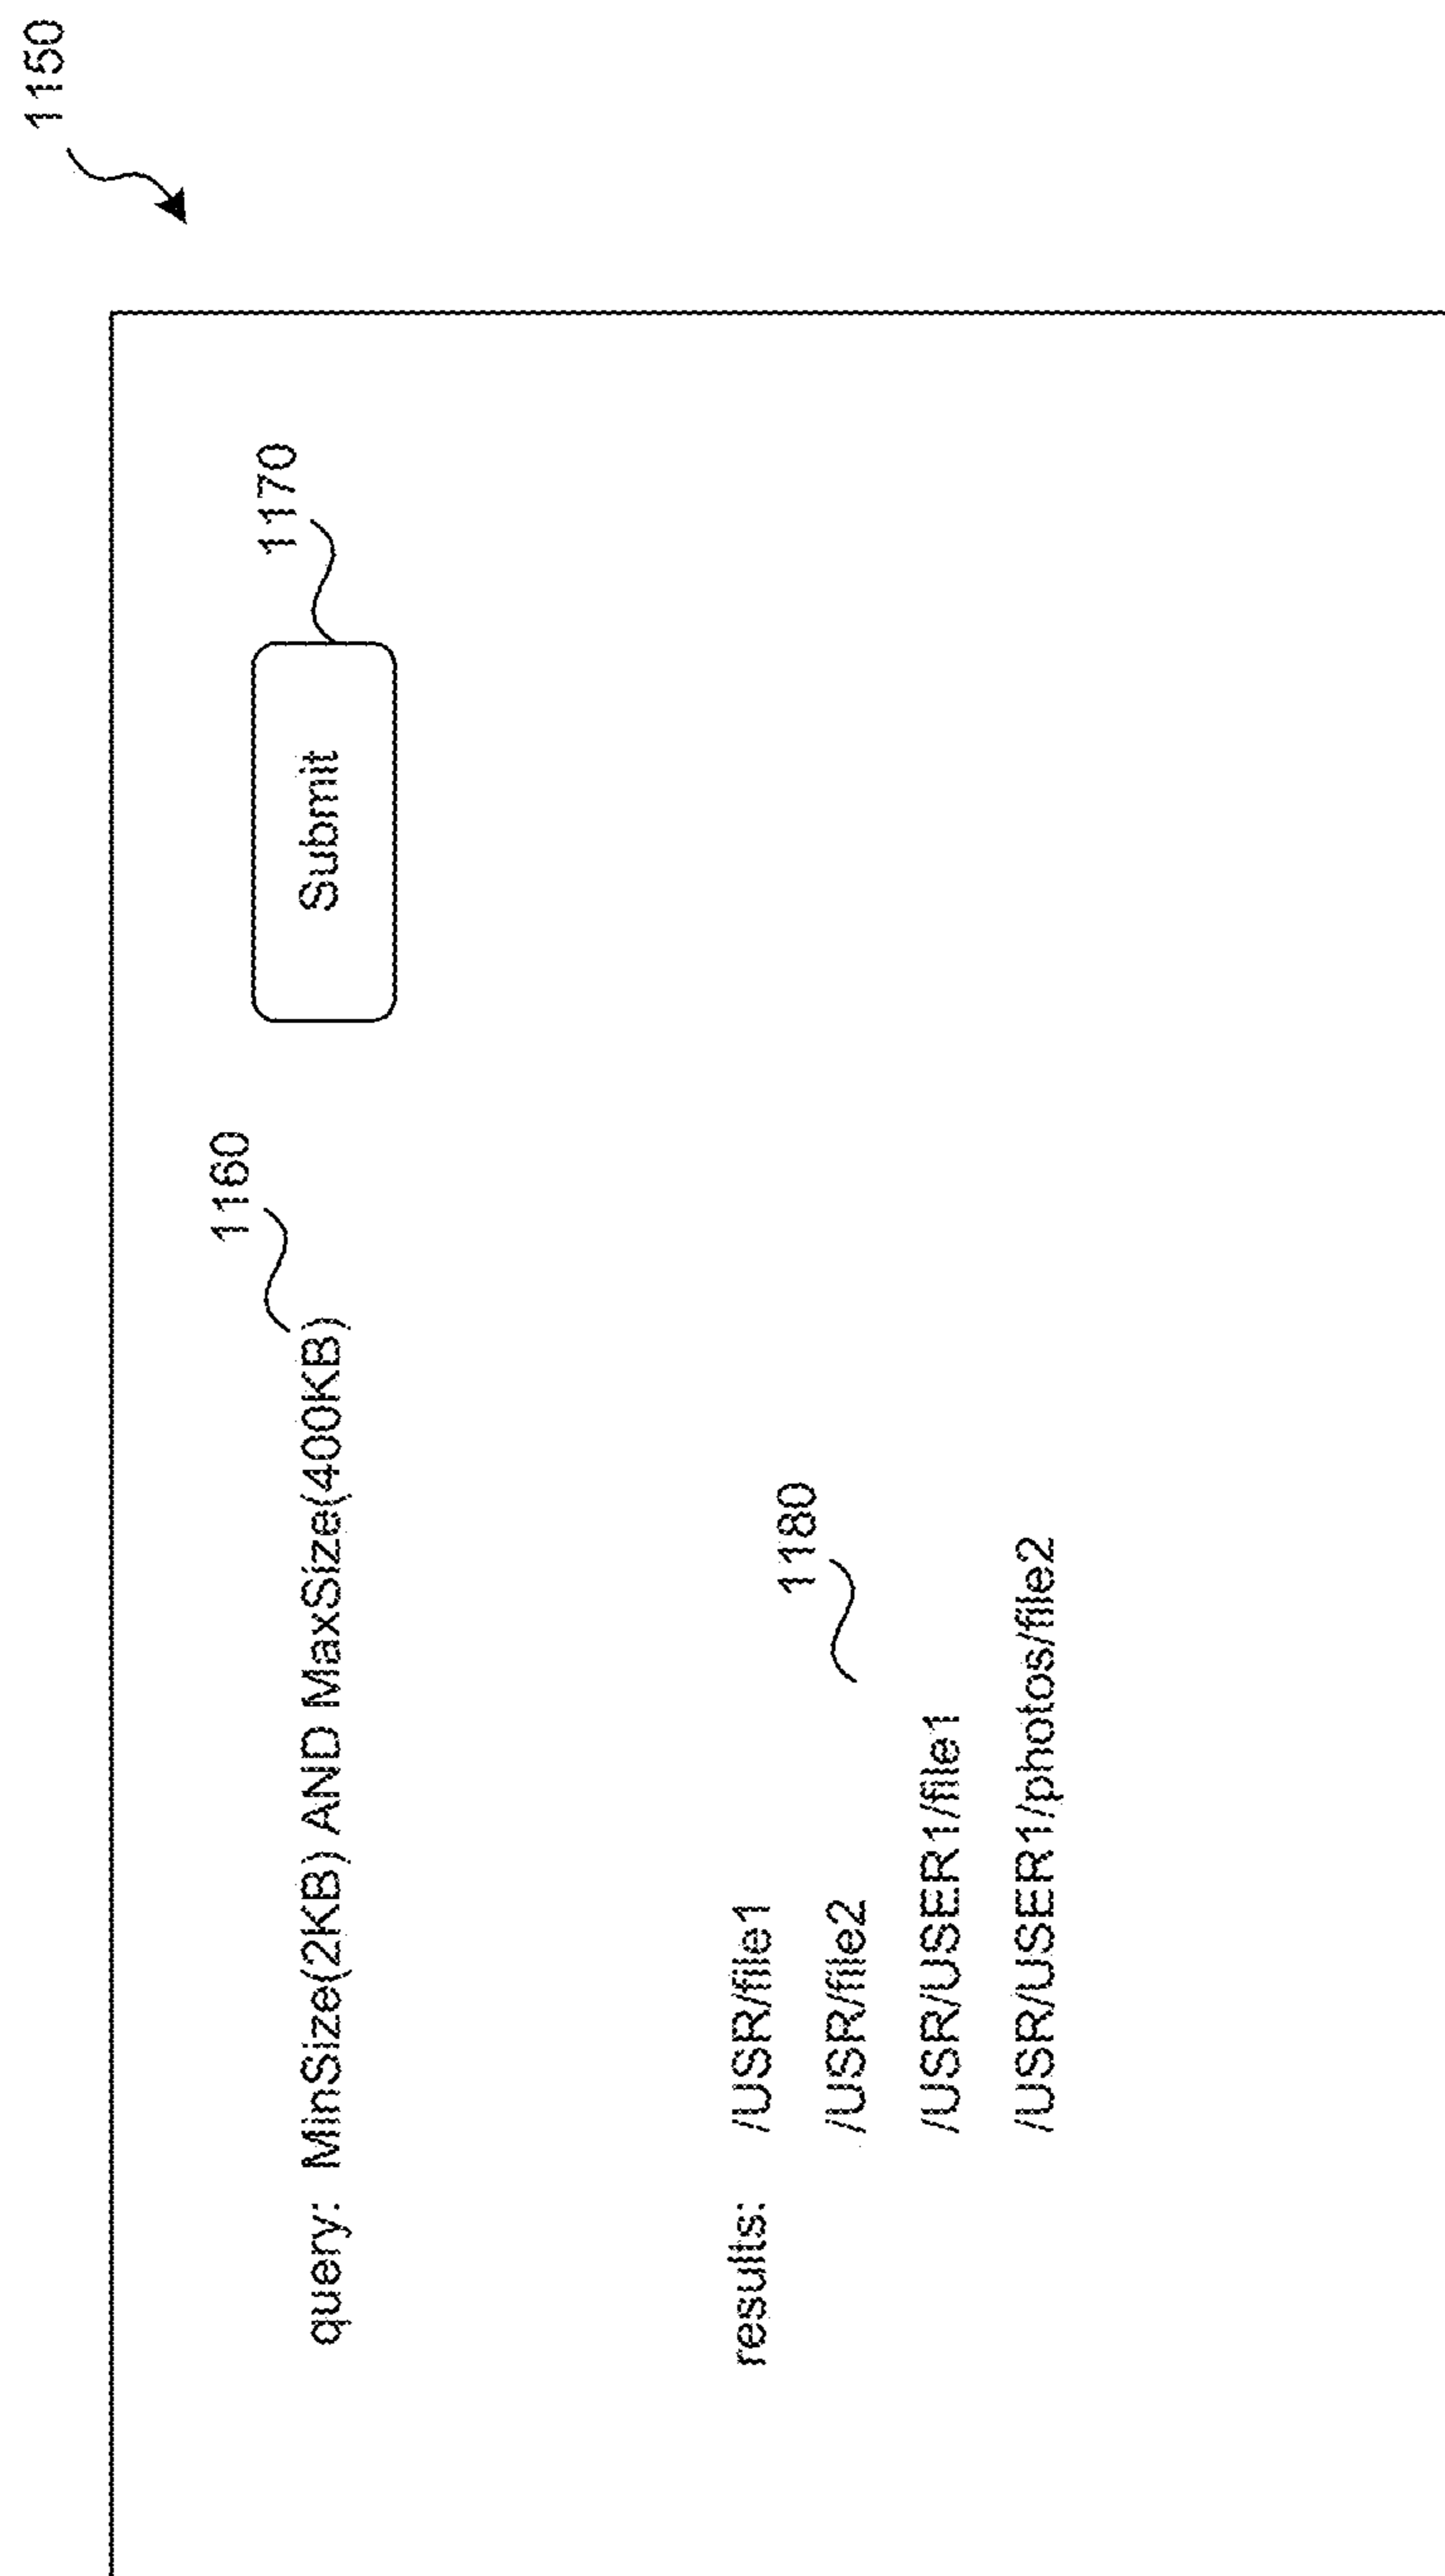 1150
1170
Submit
1160
query: MinSize(2KB) AND MaxSize(400KB)
1180
results: /USR/file1
/USR/file2
/USR/USER1/file1
/USR/USER1/photos/file2